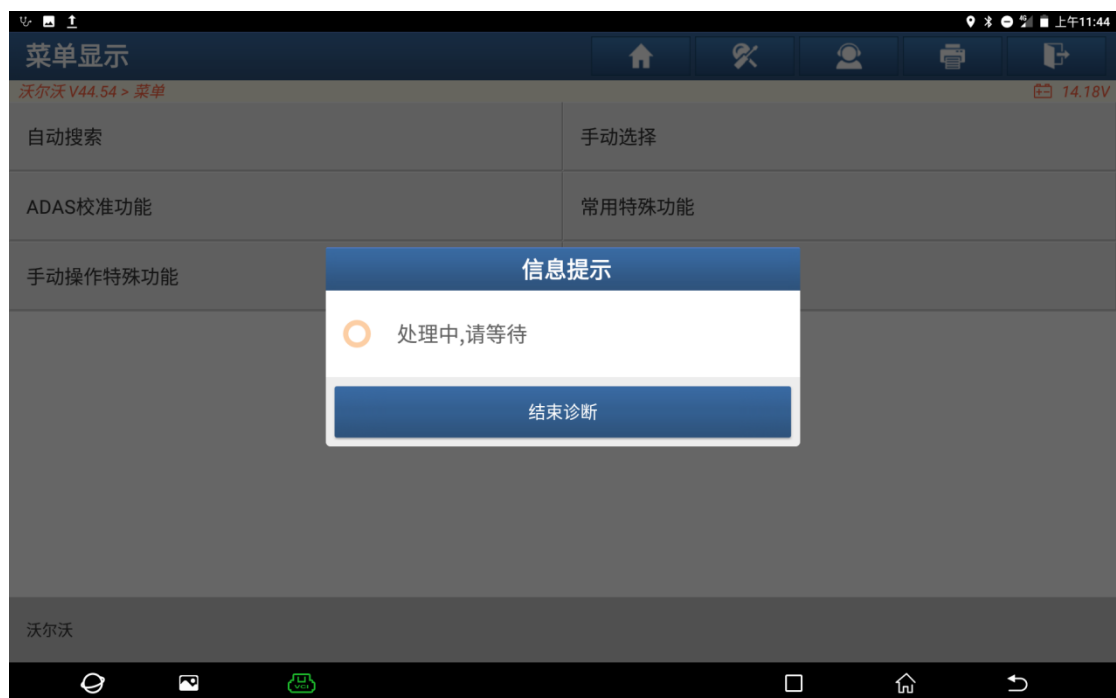 上午11:44
菜单显示
沃尔沃 V44.54 > 菜单
14.18V
自动搜索
手动选择
ADAS校准功能
常用特殊功能
手动操作特殊功能
信息提示
处理中,请等待
结束诊断
沃尔沃
VCI